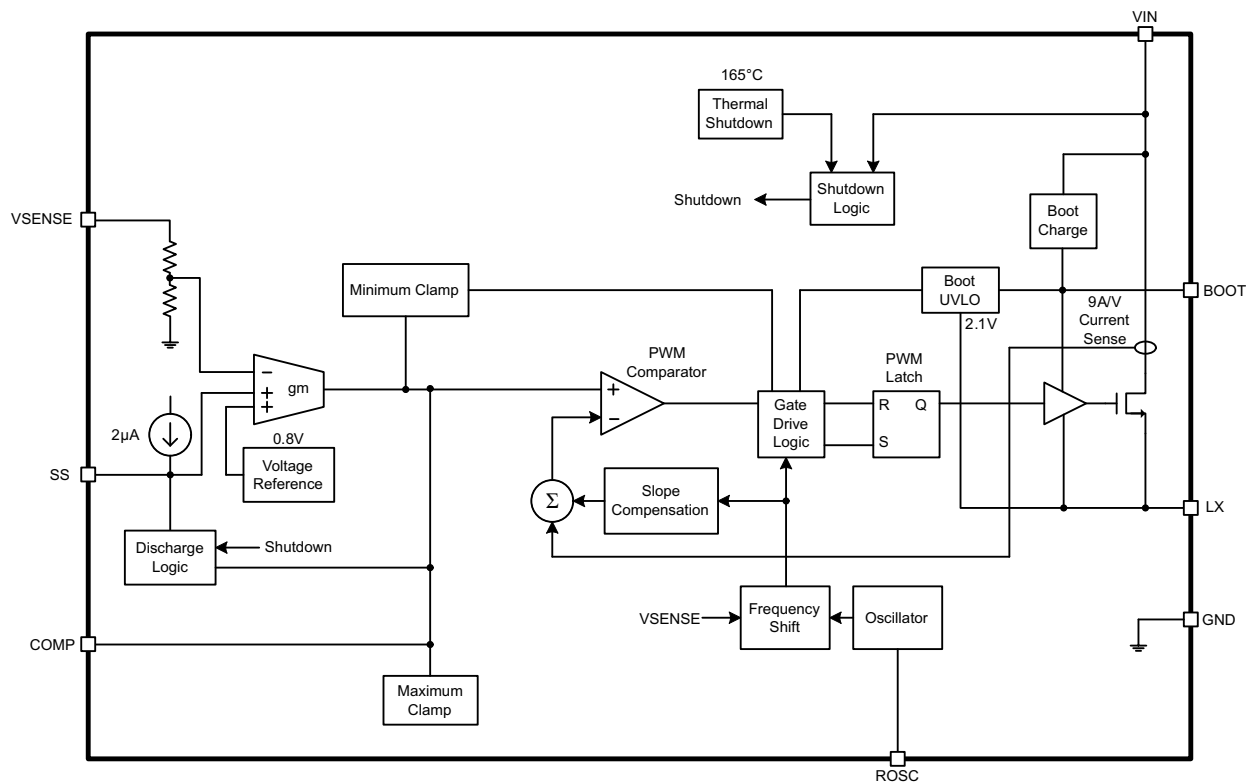 VIN
165°C
Thermal
Shutdown
Shutdown
Shutdown
Logic
Boot
Charge
VSENSE
Minimum Clamp
Boot
UVLO
2.1V
BOOT
9A/V
Current
Sense
PWM
Comparator
PWM
Latch
−
+
+
gm
+
−
Gate
Drive
Logic
R
Q
S
2µA
0.8V
Voltage
Reference
SS
Σ
Slope
Compensation
LX
Discharge
Logic
Shutdown
VSENSE
Frequency
Shift
Oscillator
GND
COMP
Maximum
Clamp
ROSC